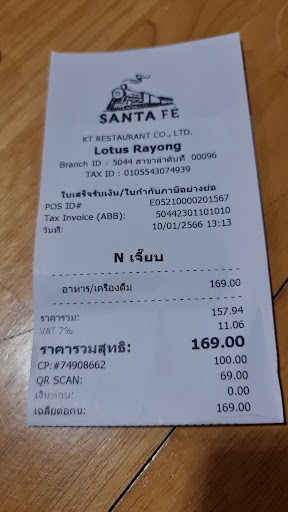 SANTA FÉ
KT RESTAURANT CO., LTD.
Lotus Rayong
Branch ID : 5044 สาขาลำดับที่ 00096
TAX ID : 0105543074939
ใบเสร็จรับเงิน/ใบกำกับภาษีอย่างย่อ
POS ID# E05210000201567
Tax Invoice (ABB): 50442301101010
วันที่: 10/01/2566 13:13
N เจี๊ยบ
อาหาร/เครื่องดื่ม 169.00
ราคารวม: 157.94
VAT 7% 11.06
ราคารวมสุทธิ: 169.00
CP:#74908662 100.00
QR SCAN: 69.00
เงินทอน: 0.00
เฉลี่ยต่อคน: 169.00